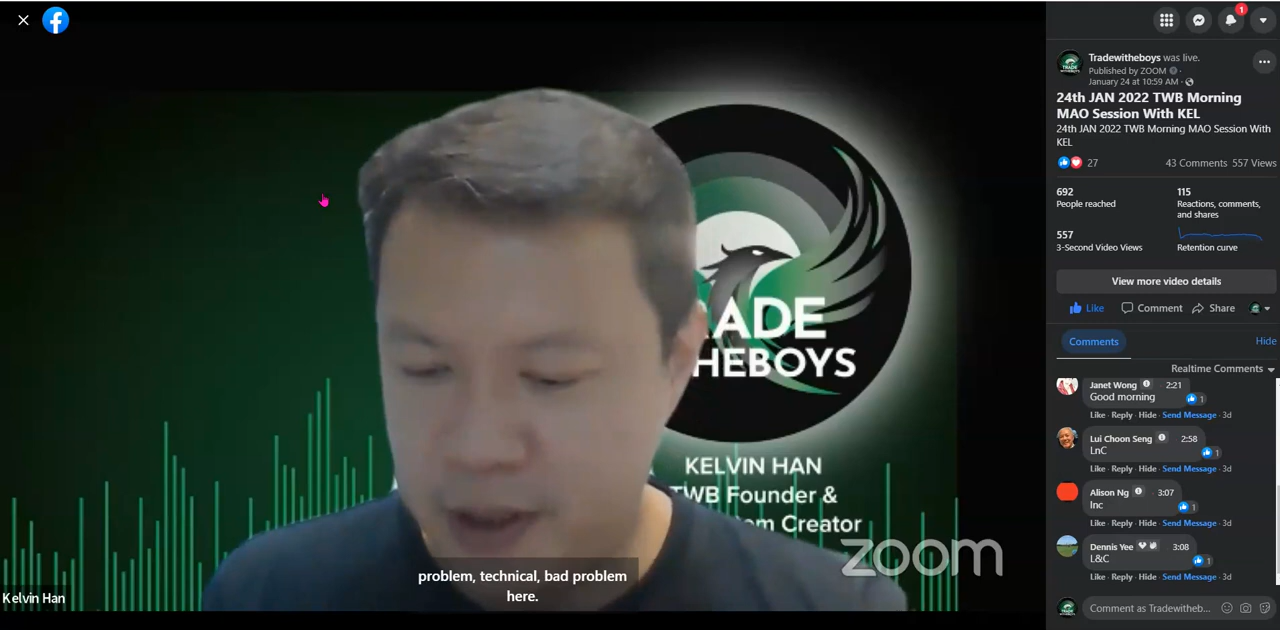 TRADE
THEBOYS
KELVIN HAN
TWB Founder &
Creator
zoom
problem, technical, bad problem
here.
Kelvin Han
1
Tradewitheboys was live.
Published by ZOOM ·
January 24 at 10:59 AM ·
24th JAN 2022 TWB Morning
MAO Session With KEL
24th JAN 2022 TWB Morning MAO Session With
KEL
27
43 Comments 557 Views
692
People reached
115
Reactions, comments,
and shares
557
3-Second Video Views
Retention curve
View more video details
Like Comment Share
Comments
Hide
Realtime Comments
Janet Wong · 2:21
Good morning
1
Like · Reply · Hide · Send Message · 3d
Lui Choon Seng · 2:58
LnC
1
Like · Reply · Hide · Send Message · 3d
Alison Ng · 3:07
lnc
1
Like · Reply · Hide · Send Message · 3d
Dennis Yee 3:08
L&C
1
Like · Reply · Hide · Send Message · 3d
Comment as Tradewitheb...